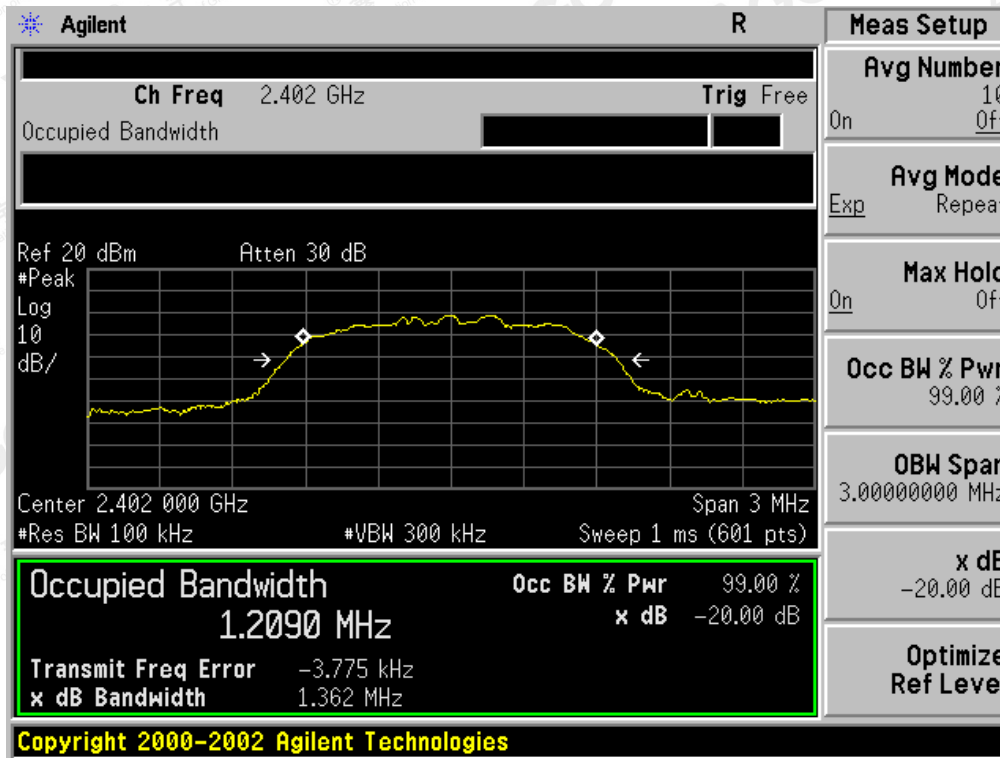 Agilent R Meas Setup
Ch Freq 2.402 GHz Trig Free
Occupied Bandwidth
Ref 20 dBm Atten 30 dB
#Peak
Log
10
dB/
Center 2.402 000 GHz Span 3 MHz
#Res BW 100 kHz #VBW 300 kHz Sweep 1 ms (601 pts)
Occupied Bandwidth Occ BW % Pwr 99.00 %
1.2090 MHz x dB -20.00 dB
Transmit Freq Error -3.775 kHz
x dB Bandwidth 1.362 MHz
Avg Number
10
On Off
Avg Mode
Exp Repeat
Max Hold
On Off
Occ BW % Pwr
99.00 %
OBW Span
3.00000000 MHz
x dB
-20.00 dB
Optimize
Ref Level
Copyright 2000-2002 Agilent Technologies